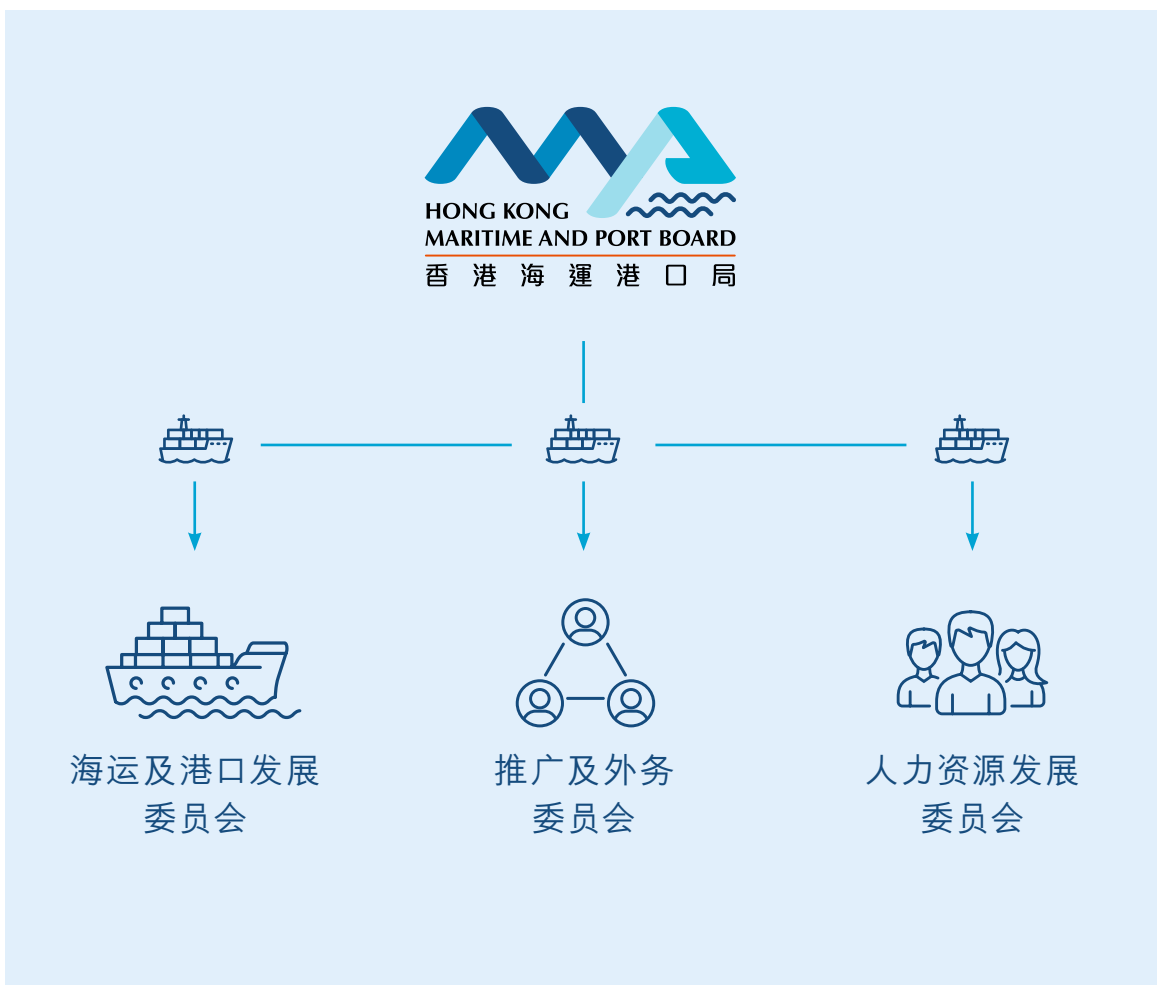 HONG KONG
MARITIME AND PORT BOARD
香港海運港口局
海运及港口发展
委员会
推广及外务
委员会
人力资源发展
委员会